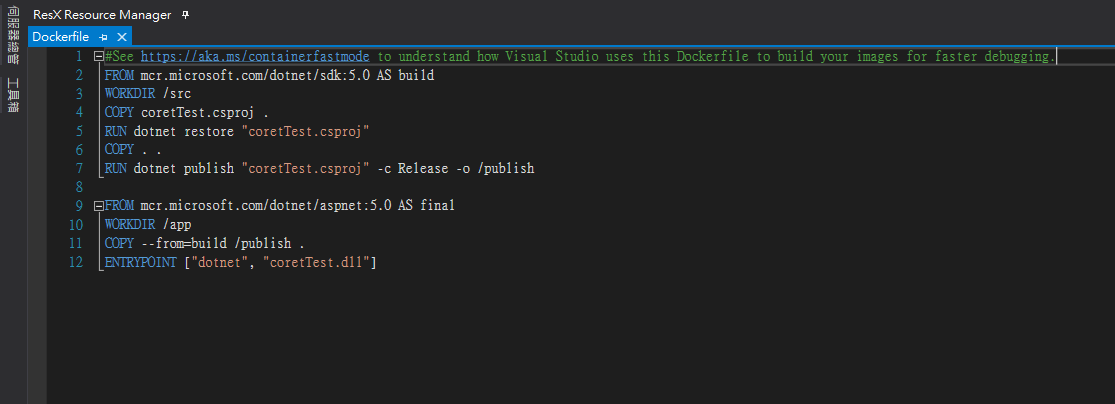 伺服器總管
工具箱
ResX Resource Manager
Dockerfile
1 #See https://aka.ms/containerfastmode to understand how Visual Studio uses this Dockerfile to build your images for faster debugging.
2 FROM mcr.microsoft.com/dotnet/sdk:5.0 AS build
3 WORKDIR /src
4 COPY coretTest.csproj .
5 RUN dotnet restore "coretTest.csproj"
6 COPY . .
7 RUN dotnet publish "coretTest.csproj" -c Release -o /publish
8
9 FROM mcr.microsoft.com/dotnet/aspnet:5.0 AS final
10 WORKDIR /app
11 COPY --from=build /publish .
12 ENTRYPOINT ["dotnet", "coretTest.dll"]